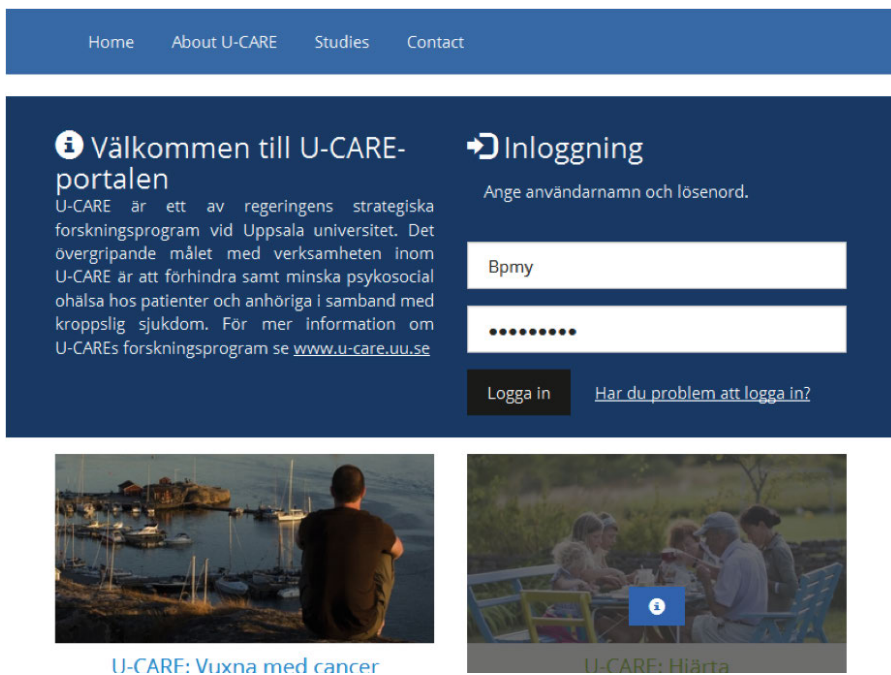 Home About U-CARE Studies Contact
Välkommen till U-CARE-
portalen
U-CARE är ett av regeringens strategiska
forskningsprogram vid Uppsala universitet. Det
övergripande målet med verksamheten inom
U-CARE är att förhindra samt minska psykosocial
ohälsa hos patienter och anhöriga i samband med
kroppslig sjukdom. För mer information om
U-CAREs forskningsprogram se www.u-care.uu.se
Inloggning
Ange användarnamn och lösenord.
Bpmy
•••••••••
Logga in Har du problem att logga in?
U-CARE: Vuxna med cancer
U-CARE: Hjärta